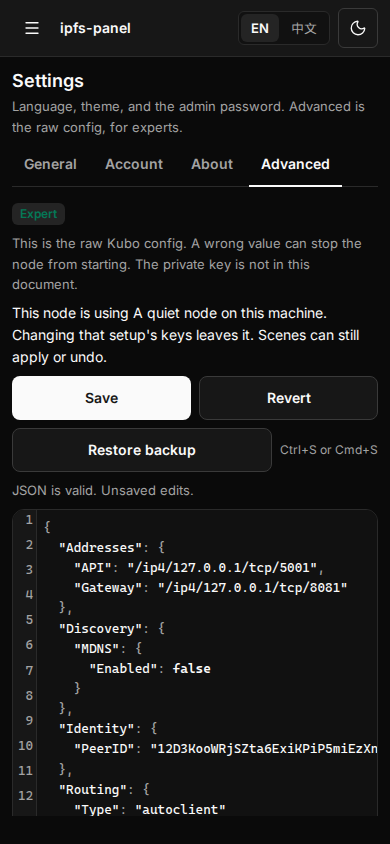 ipfs-panel
EN
中文
Settings
Language, theme, and the admin password. Advanced is
the raw config, for experts.
General
Account
About
Advanced
Expert
This is the raw Kubo config. A wrong value can stop the
node from starting. The private key is not in this
document.
This node is using A quiet node on this machine.
Changing that setup's keys leaves it. Scenes can still
apply or undo.
Save
Revert
Restore backup
Ctrl+S or Cmd+S
JSON is valid. Unsaved edits.
1 {
2 "Addresses": {
3 "API": "/ip4/127.0.0.1/tcp/5001",
4 "Gateway": "/ip4/127.0.0.1/tcp/8081"
5 },
6 "Discovery": {
7 "MDNS": {
8 "Enabled": false
9 }
10 },
11 "Identity": {
12 "PeerID": "12D3KooWRjSZta6ExiKPiP5miEzXn
},
"Routing": {
"Type": "autoclient"